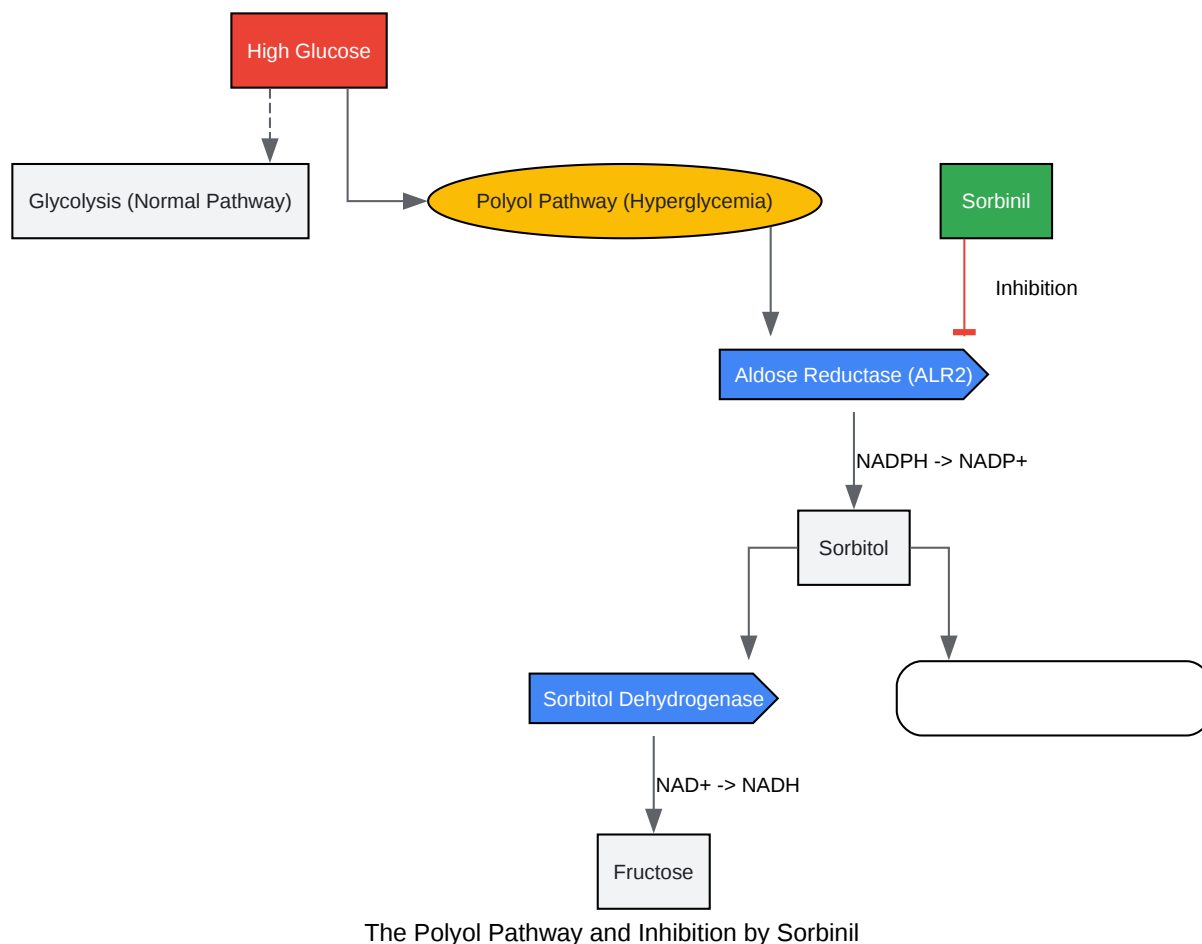 High Glucose
Glycolysis (Normal Pathway)
Polyol Pathway (Hyperglycemia)
Sorbinil
Inhibition
Aldose Reductase (ALR2)
NADPH -> NADP+
Sorbitol
Sorbitol Dehydrogenase
NAD+ -> NADH
Fructose
The Polyol Pathway and Inhibition by Sorbinil